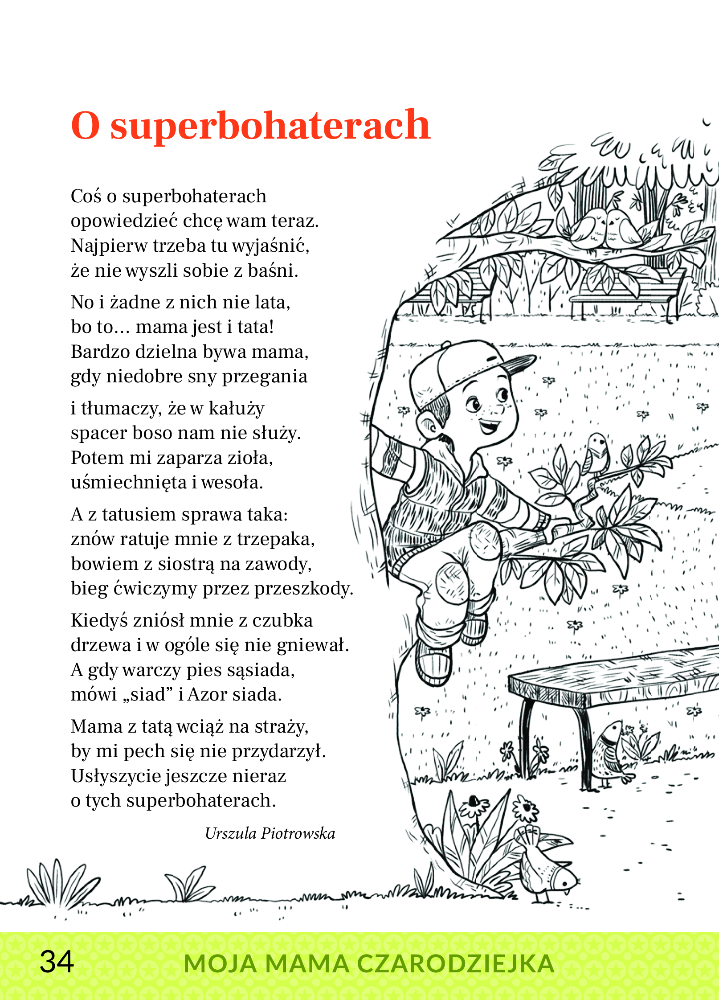 O superbohaterach
Coś o superbohaterach
opowiedzieć chcę wam teraz.
Najpierw trzeba tu wyjaśnić,
że nie wyszli sobie z baśni.
No i żadne z nich nie lata,
bo to... mama jest i tata!
Bardzo dzielna bywa mama,
gdy niedobre sny przegania
i tłumaczy, że w kałuży
spacer boso nam nie służy.
Potem mi zaparza zioła,
uśmiechnięta i wesoła.
A z tatusiem sprawa taka:
znów ratuje mnie z trzepaka,
bowiem z siostrą na zawody,
bieg ćwiczymy przez przeszkody.
Kiedyś zniósł mnie z czubka
drzewa i w ogóle się nie gniewał.
A gdy warczy pies sąsiada,
mówi „siad” i Azor siada.
Mama z tatą wciąż na straży,
by mi pech się nie przydarzył.
Usłyszycie jeszcze nieraz
o tych superbohaterach.
Urszula Piotrowska
34
MOJA MAMA CZARODZIEJKA